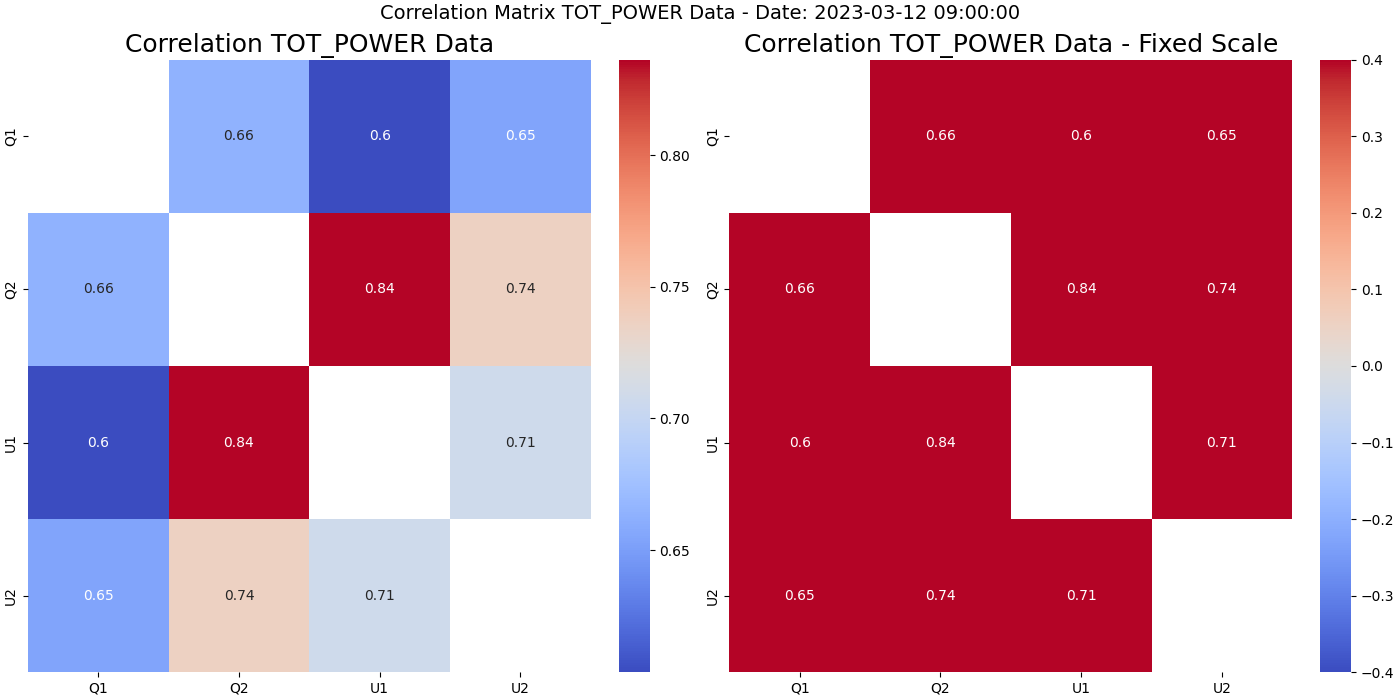 Correlation Matrix TOT_POWER Data - Date: 2023-03-12 09:00:00
Correlation TOT_POWER Data
Q1
0.66
0.6
0.65
Q2
0.66
0.84
0.74
U1
0.6
0.84
0.71
U2
0.65
0.74
0.71
Q1
Q2
U1
U2
0.80
0.75
0.70
0.65
Correlation TOT_POWER Data - Fixed Scale
Q1
0.66
0.6
0.65
Q2
0.66
0.84
0.74
U1
0.6
0.84
0.71
U2
0.65
0.74
0.71
Q1
Q2
U1
U2
0.4
0.3
0.2
0.1
0.0
−0.1
−0.2
−0.3
−0.4